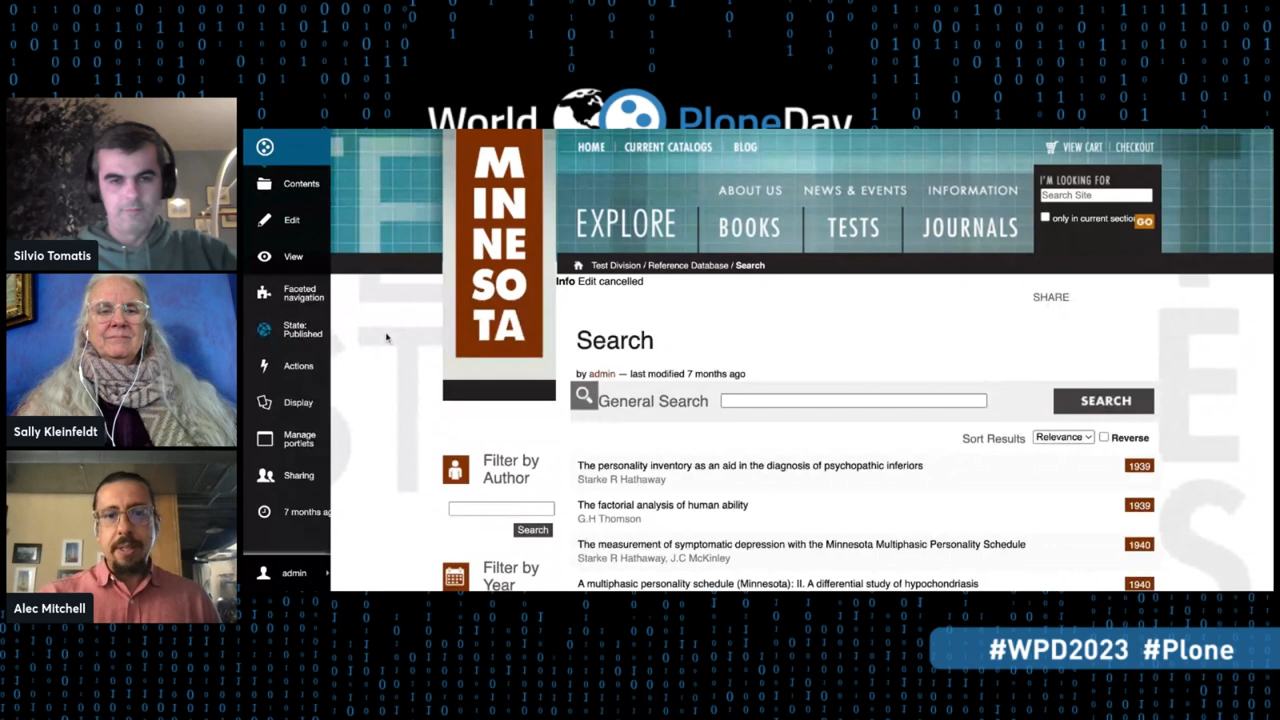 World PloneDay
Silvio Tomatis
Sally Kleinfeldt
Alec Mitchell
Contents
Edit
View
Faceted
navigation
State:
Published
Actions
Display
Manage
portlets
Sharing
7 months ag
admin
MINNESOTA
HOME CURRENT CATALOGS BLOG
VIEW CART | CHECKOUT
ABOUT US NEWS & EVENTS INFORMATION
EXPLORE BOOKS TESTS JOURNALS
I'M LOOKING FOR
Search Site
only in current section
GO
Test Division / Reference Database / Search
Info Edit cancelled
SHARE
Search
by admin — last modified 7 months ago
General Search
SEARCH
Sort Results Relevance Reverse
Filter by
Author
Search
Filter by
Year
The personality inventory as an aid in the diagnosis of psychopathic inferiors 1939
Starke R Hathaway
The factorial analysis of human ability 1939
G.H Thomson
The measurement of symptomatic depression with the Minnesota Multiphasic Personality Schedule 1940
Starke R Hathaway, J.C McKinley
A multiphasic personality schedule (Minnesota): II. A differential study of hypochondriasis 1940
#WPD2023 #Plone